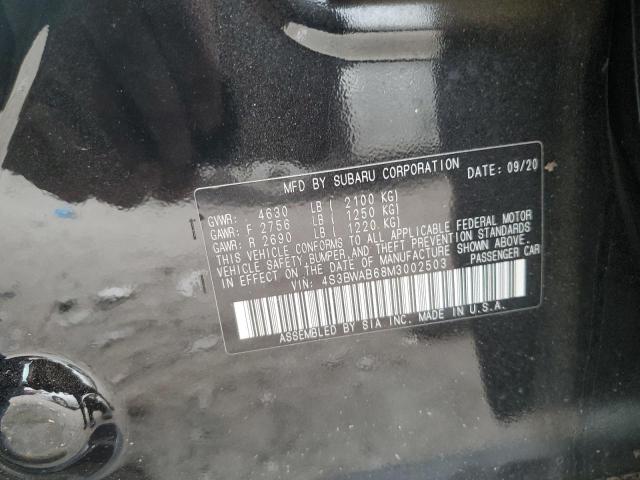 MFD BY SUBARU CORPORATION DATE: 09/20
GVWR: 4630 LB ( 2100 KG)
GAWR: F 2756 LB ( 1250 KG)
GAWR: R 2690 LB ( 1220 KG)
THIS VEHICLE CONFORMS TO ALL APPLICABLE FEDERAL MOTOR
VEHICLE SAFETY, BUMPER, AND THEFT PREVENTION STANDARDS
IN EFFECT ON THE DATE OF MANUFACTURE SHOWN ABOVE.
VIN: 4S3BWAB68M3002503 PASSENGER CAR
ASSEMBLED BY SIA INC. MADE IN U.S.A.